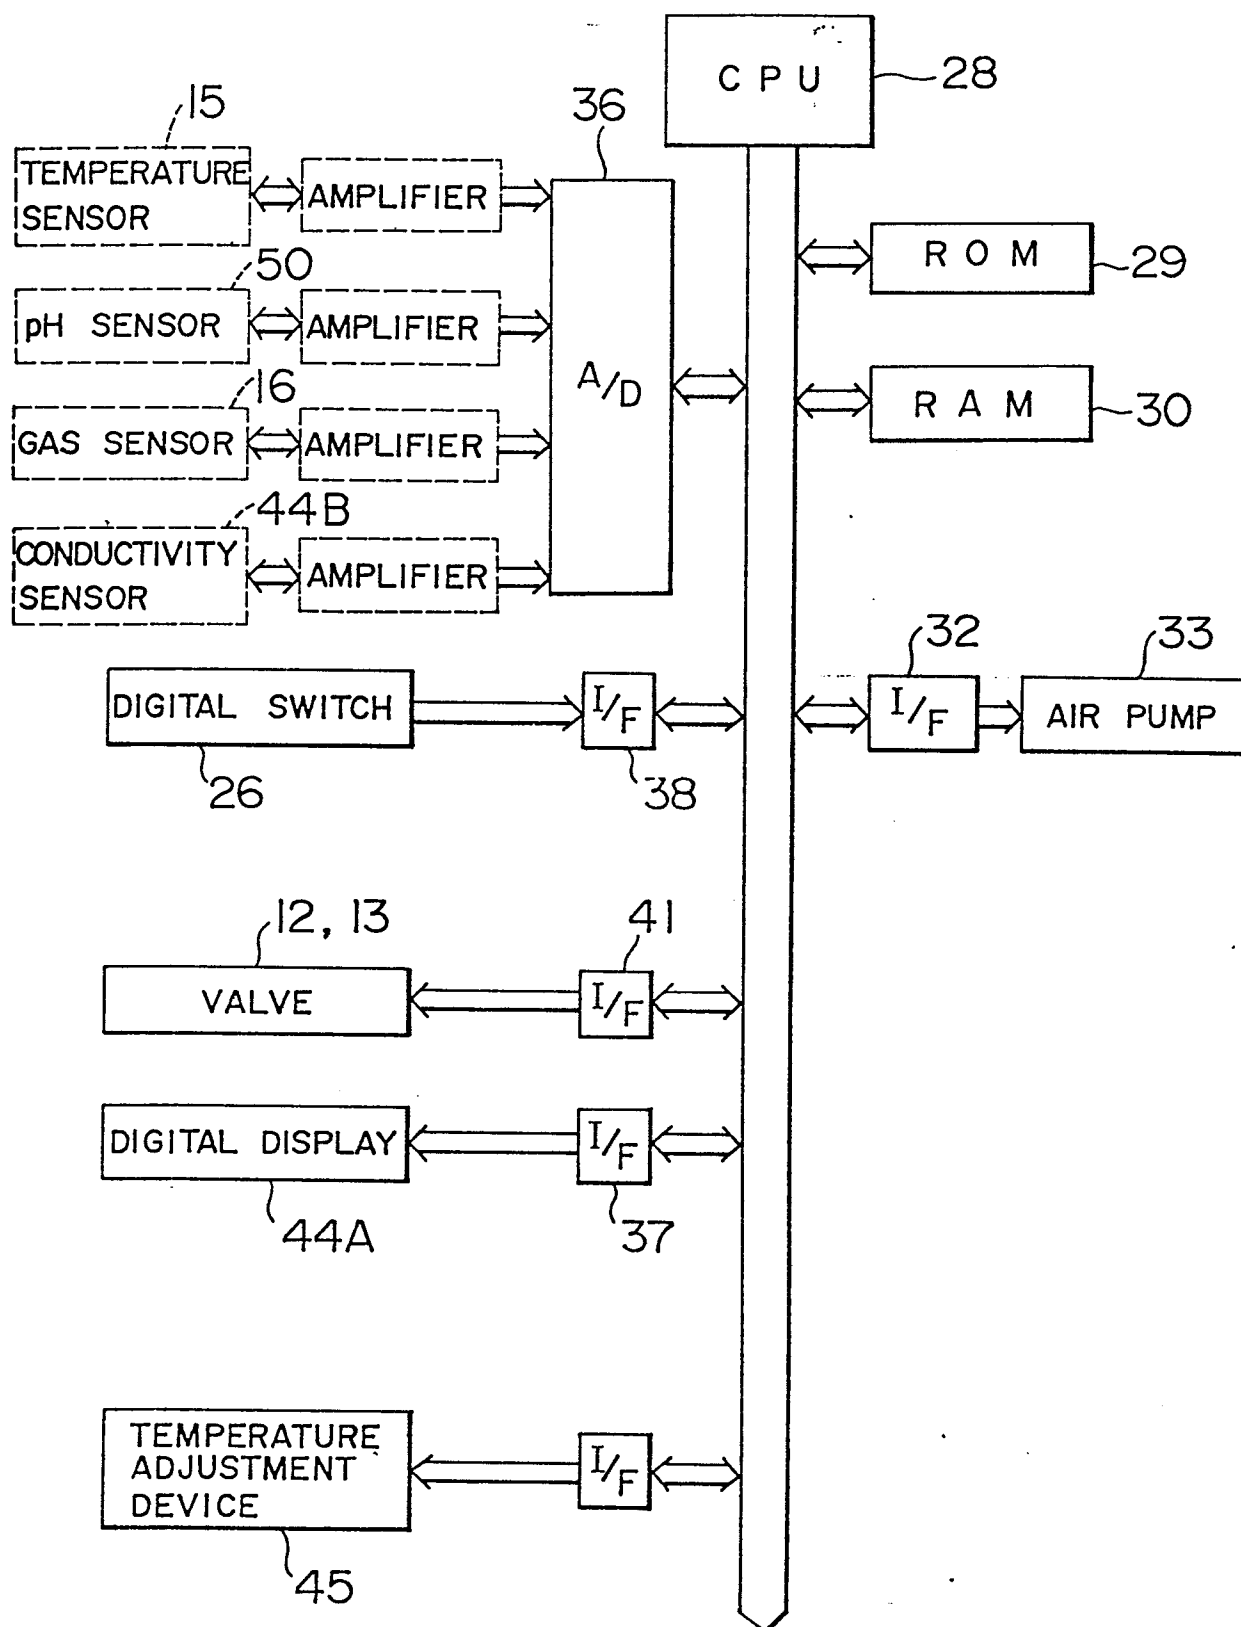 CPU
28
15
36
TEMPERATURE
SENSOR
AMPLIFIER
ROM
29
50
pH SENSOR
AMPLIFIER
A/D
RAM
30
16
GAS SENSOR
AMPLIFIER
44B
CONDUCTIVITY
SENSOR
AMPLIFIER
32
33
DIGITAL SWITCH
I/F
I/F
AIR PUMP
26
38
12, 13
41
VALVE
I/F
DIGITAL DISPLAY
I/F
44A
37
TEMPERATURE
ADJUSTMENT
DEVICE
I/F
45